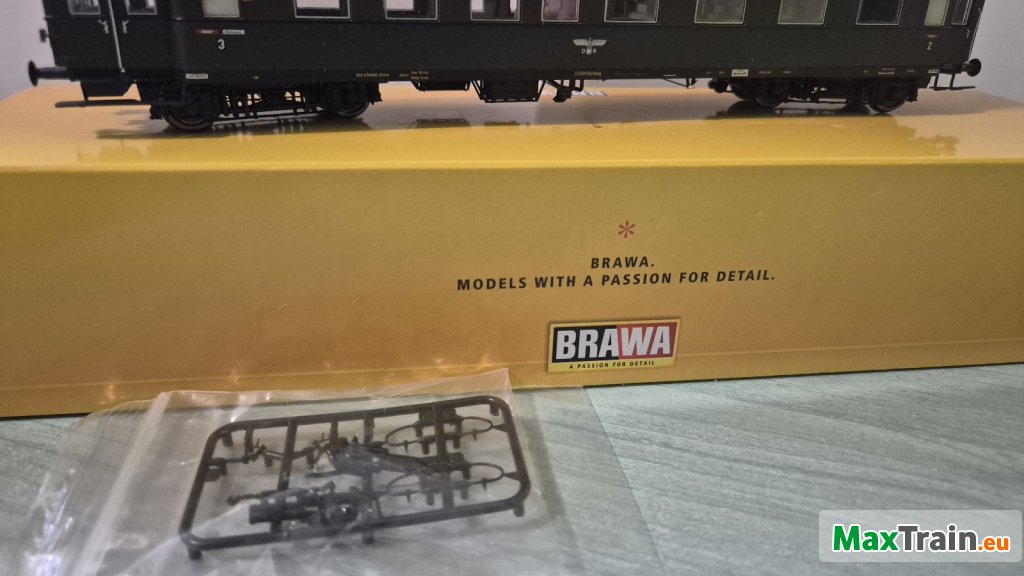 3
DR
2
BRAWA.
MODELS WITH A PASSION FOR DETAIL.
BRAWA
A PASSION FOR DETAIL
MaxTrain.eu